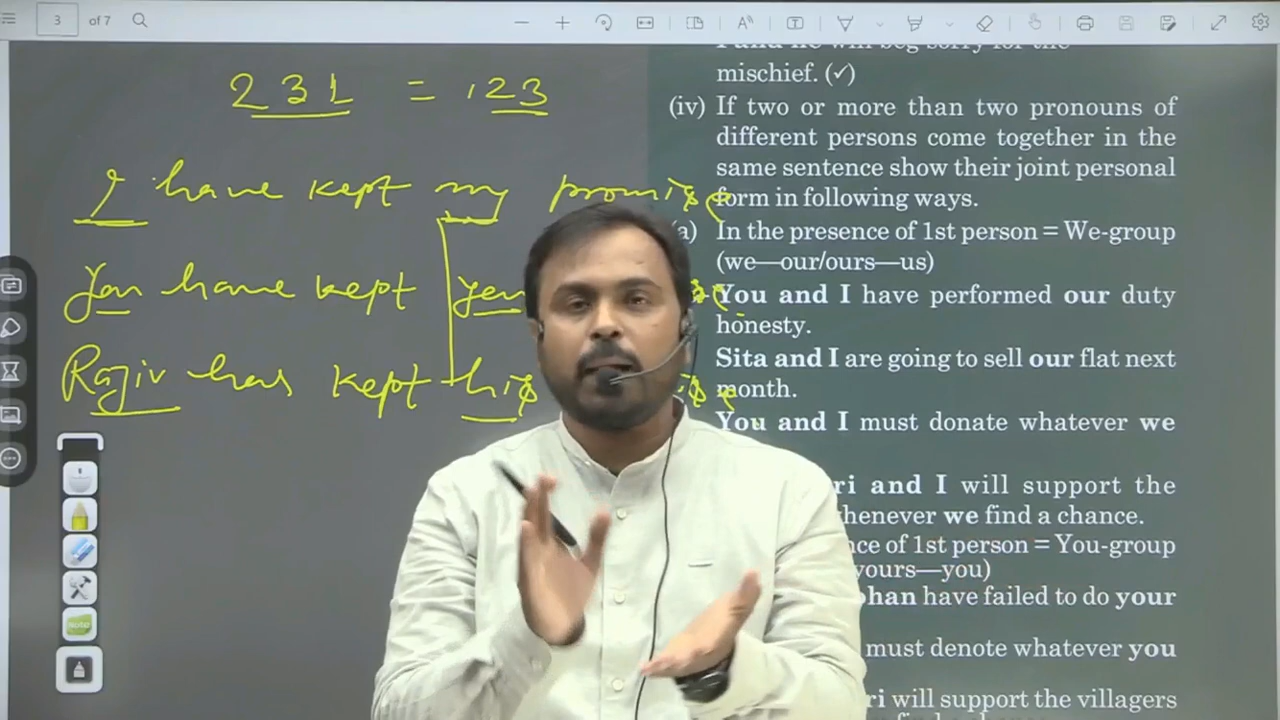 3 of 7
231 = 123
I have kept my promise
You have kept
Rajiv has kept his
mischief. (✓)
(iv) If two or more than two pronouns of
different persons come together in the
same sentence show their joint personal
form in following ways.
(a) In the presence of 1st person = We-group
(we—our/ours—us)
You and I have performed our duty
honesty.
Sita and I are going to sell our flat next
month.
You and I must donate whatever we
and I will support the
whenever we find a chance.
of 1st person = You-group
yours—you)
have failed to do your
must denote whatever you
will support the villagers
Note